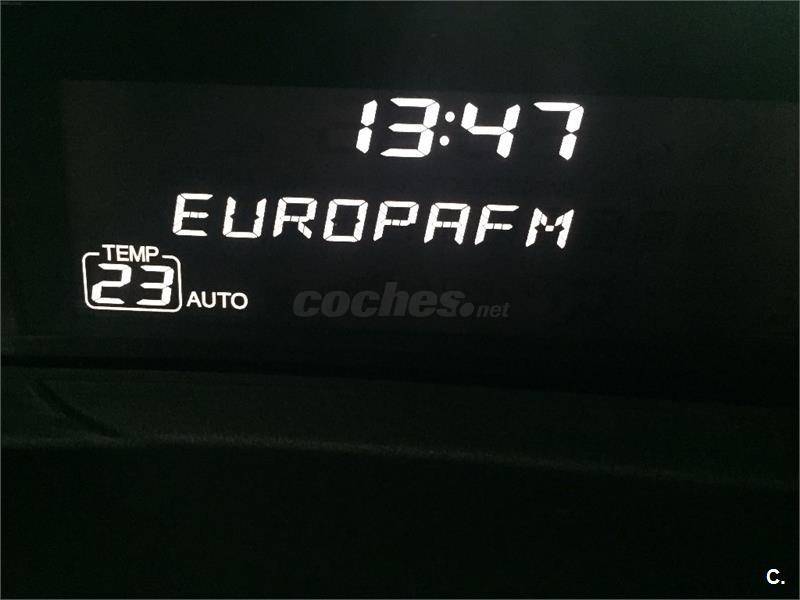 13:47
EUROPAFM
TEMP
23 AUTO
coches.net
C.